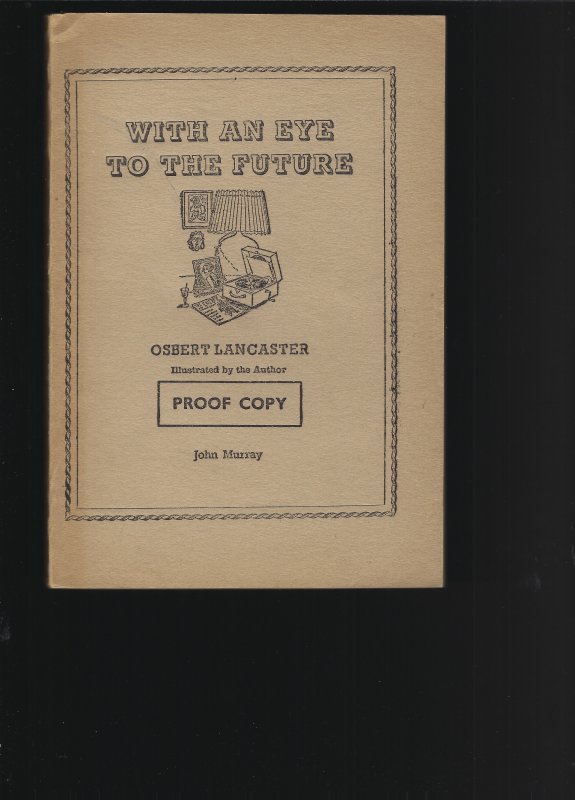 WITH AN EYE
TO THE FUTURE
OSBERT LANCASTER
Illustrated by the Author
PROOF COPY
John Murray